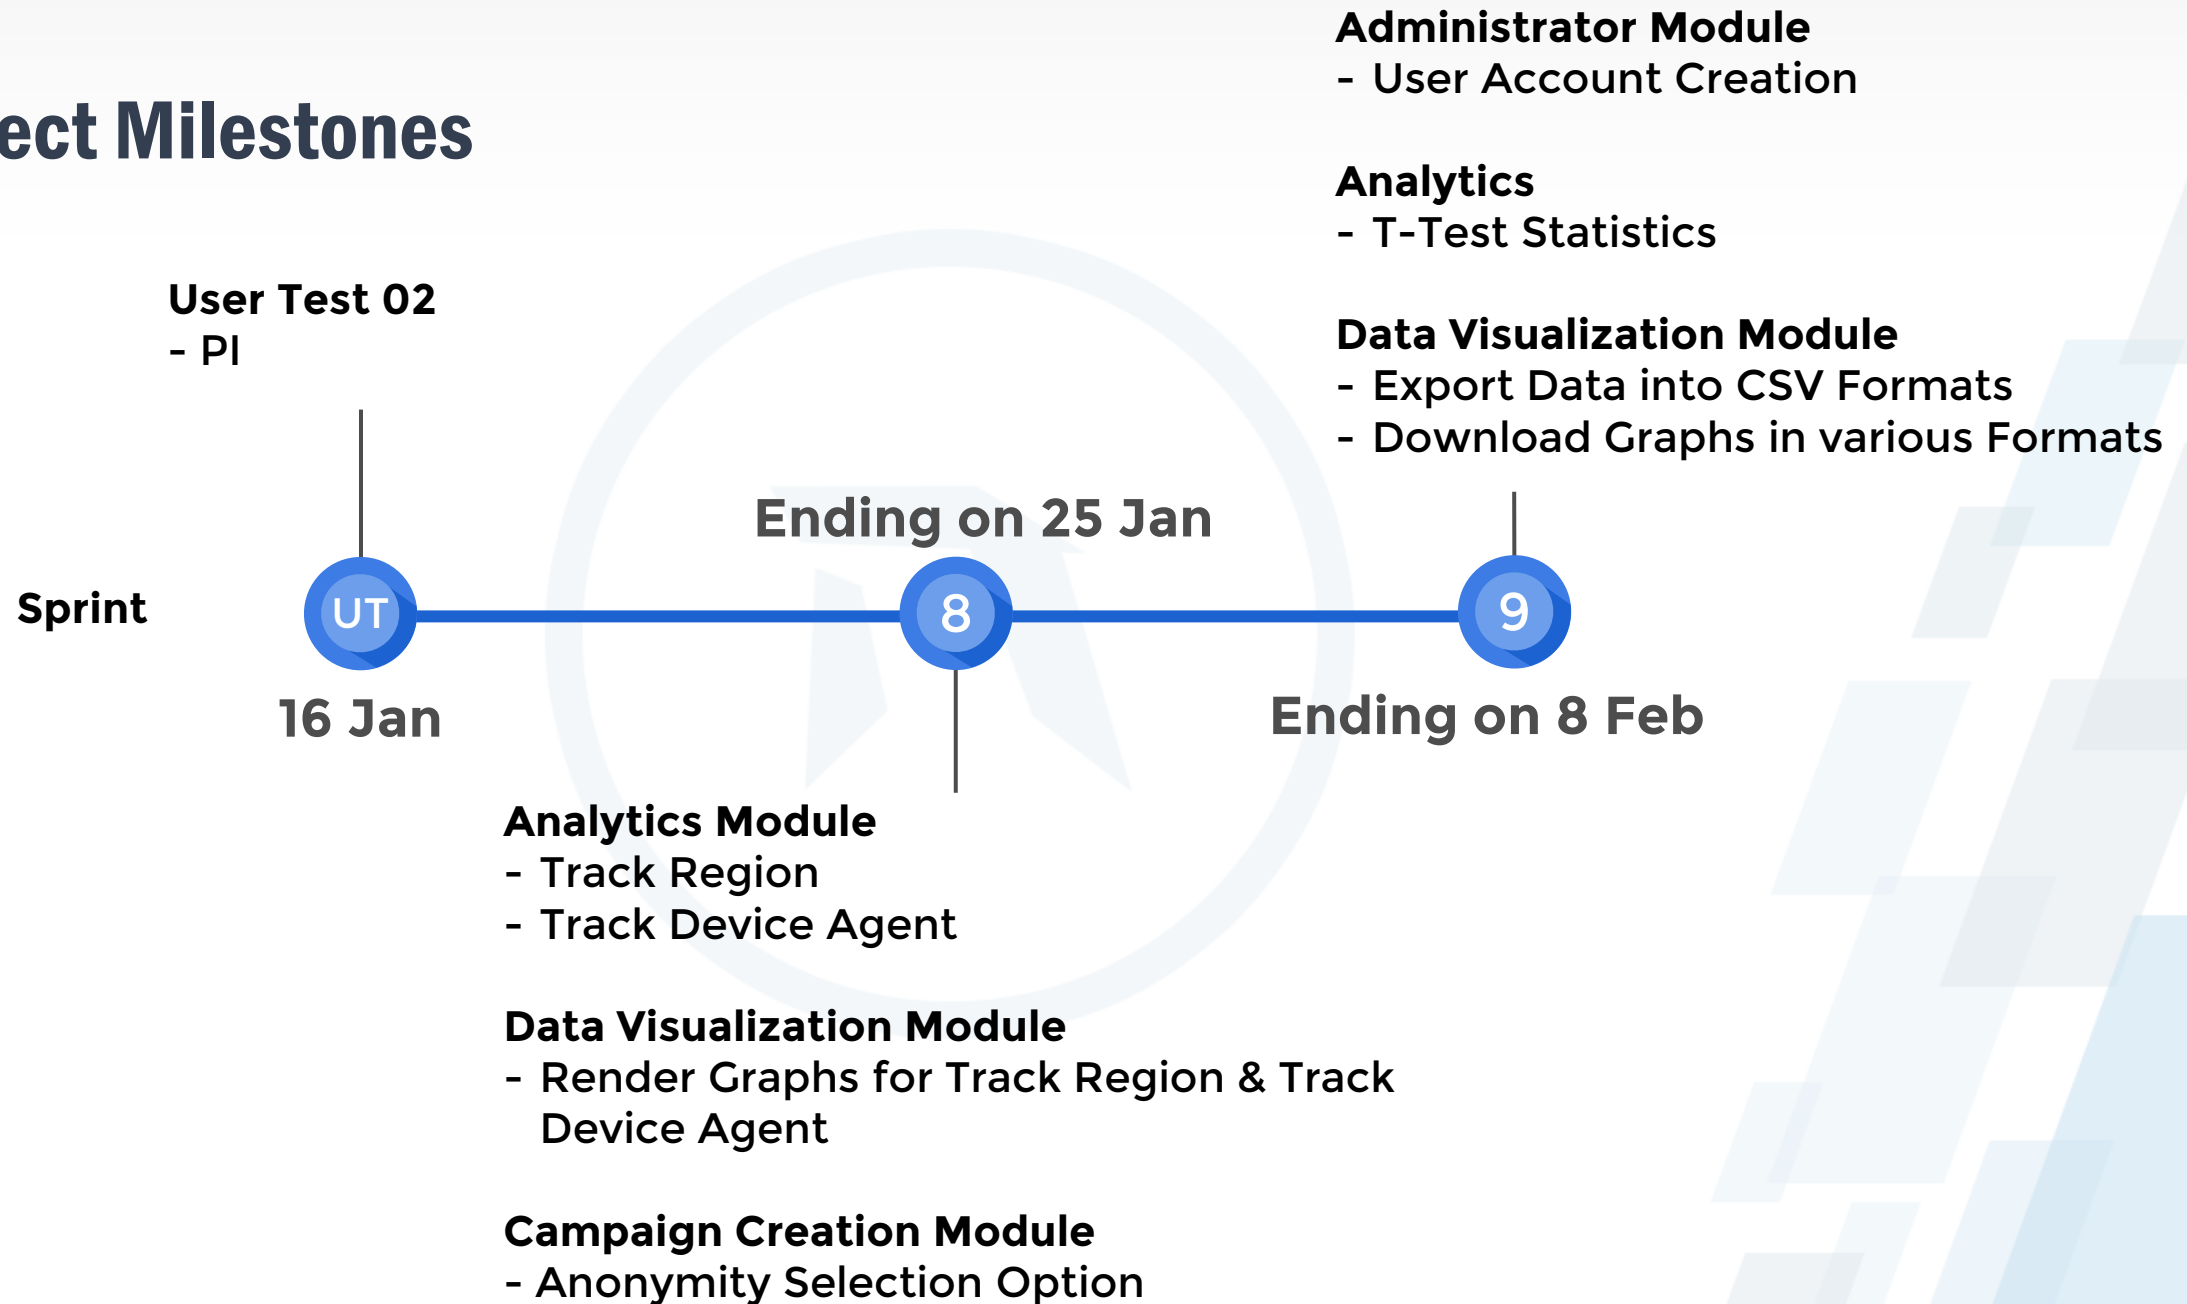 ect Milestones
Administrator Module
- User Account Creation
Analytics
- T-Test Statistics
Data Visualization Module
- Export Data into CSV Formats
- Download Graphs in various Formats
User Test 02
- PI
Ending on 25 Jan
Sprint
UT
8
9
16 Jan
Ending on 8 Feb
Analytics Module
- Track Region
- Track Device Agent
Data Visualization Module
- Render Graphs for Track Region & Track
Device Agent
Campaign Creation Module
- Anonymity Selection Option